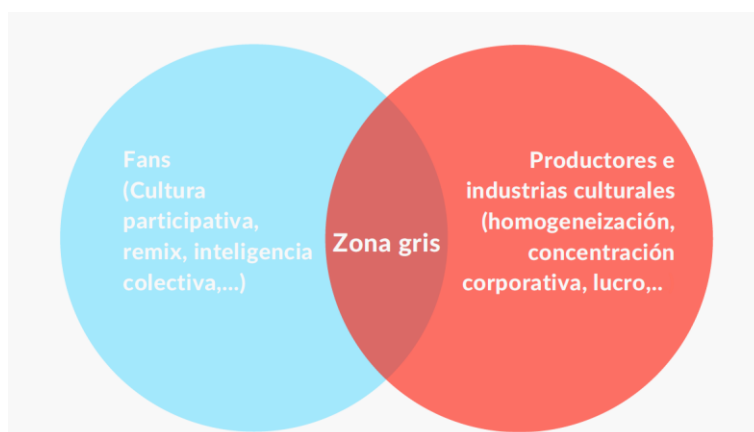 Fans
(Cultura
participativa,
remix, inteligencia
colectiva,...)
Zona gris
Productores e
industrias culturales
(homogeneización,
concentración
corporativa, lucro,..